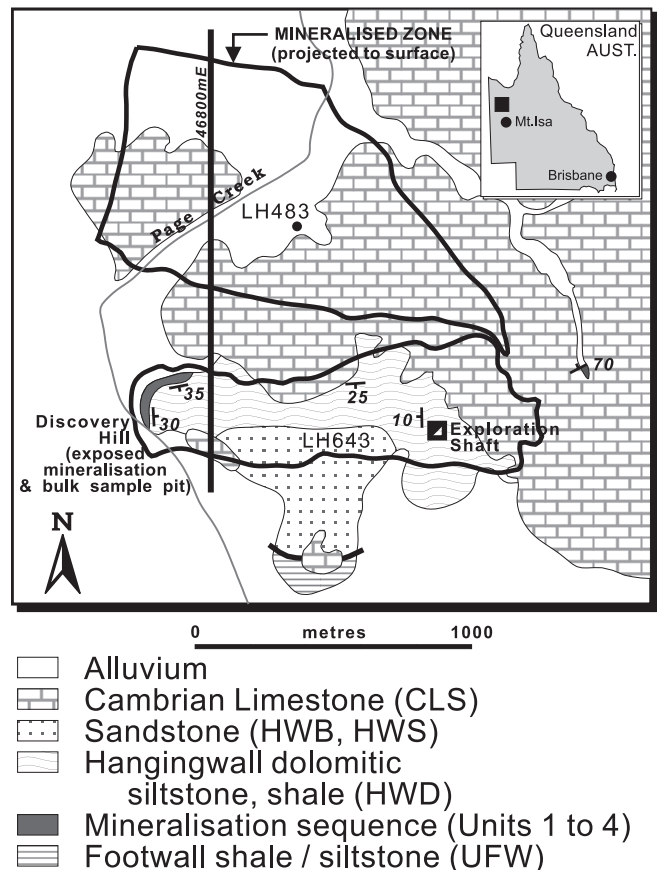 MINERALISED ZONE
(projected to surface)
Queensland
AUST.
46800mE
Mt.Isa
Brisbane
Page Creek
LH483
70
35
25
30
10
Discovery
Hill
(exposed
mineralisation
& bulk sample pit)
LH643
Exploration
Shaft
N
0 metres 1000
Alluvium
Cambrian Limestone (CLS)
Sandstone (HWB, HWS)
Hangingwall dolomitic
siltstone, shale (HWD)
Mineralisation sequence (Units 1 to 4)
Footwall shale / siltstone (UFW)